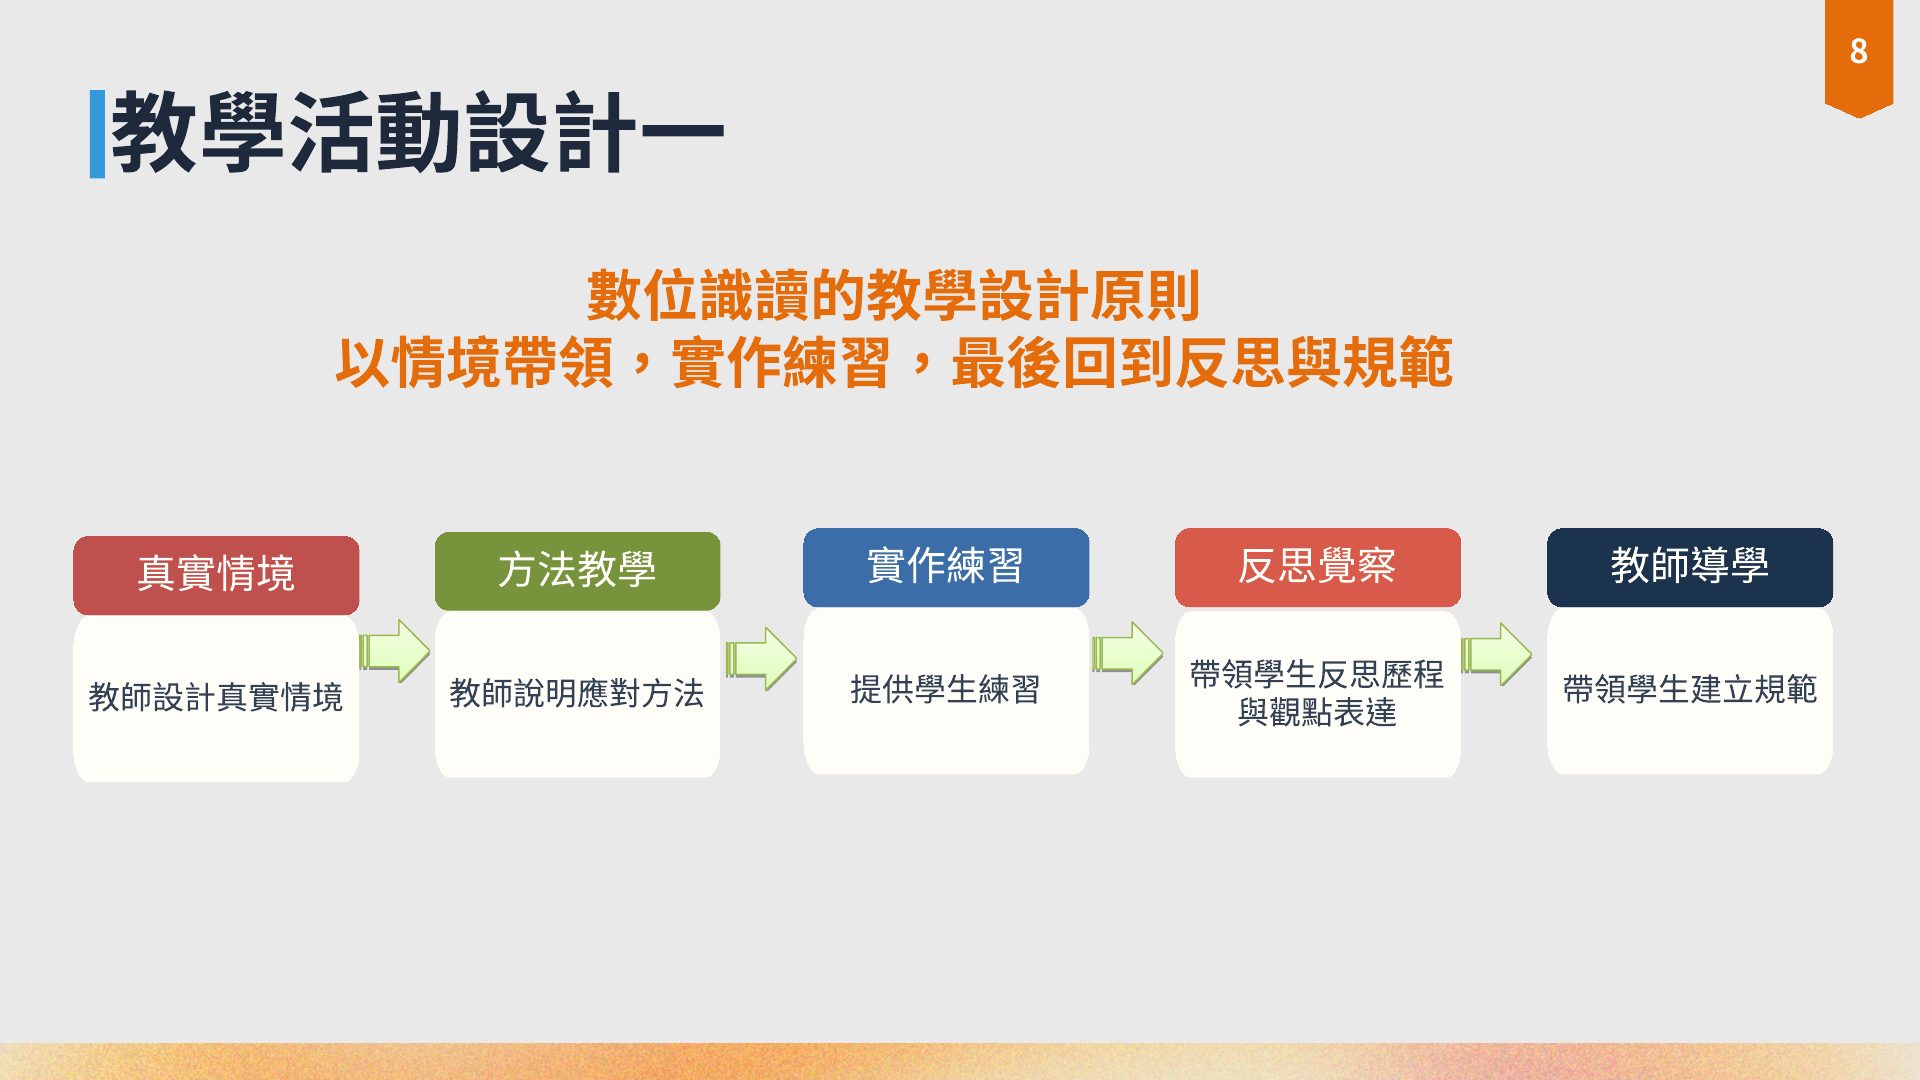 8
教學活動設計一
數位識讀的教學設計原則
以情境帶領，實作練習，最後回到反思與規範
真實情境
教師設計真實情境
方法教學
教師說明應對方法
實作練習
提供學生練習
反思覺察
帶領學生反思歷程
與觀點表達
教師導學
帶領學生建立規範